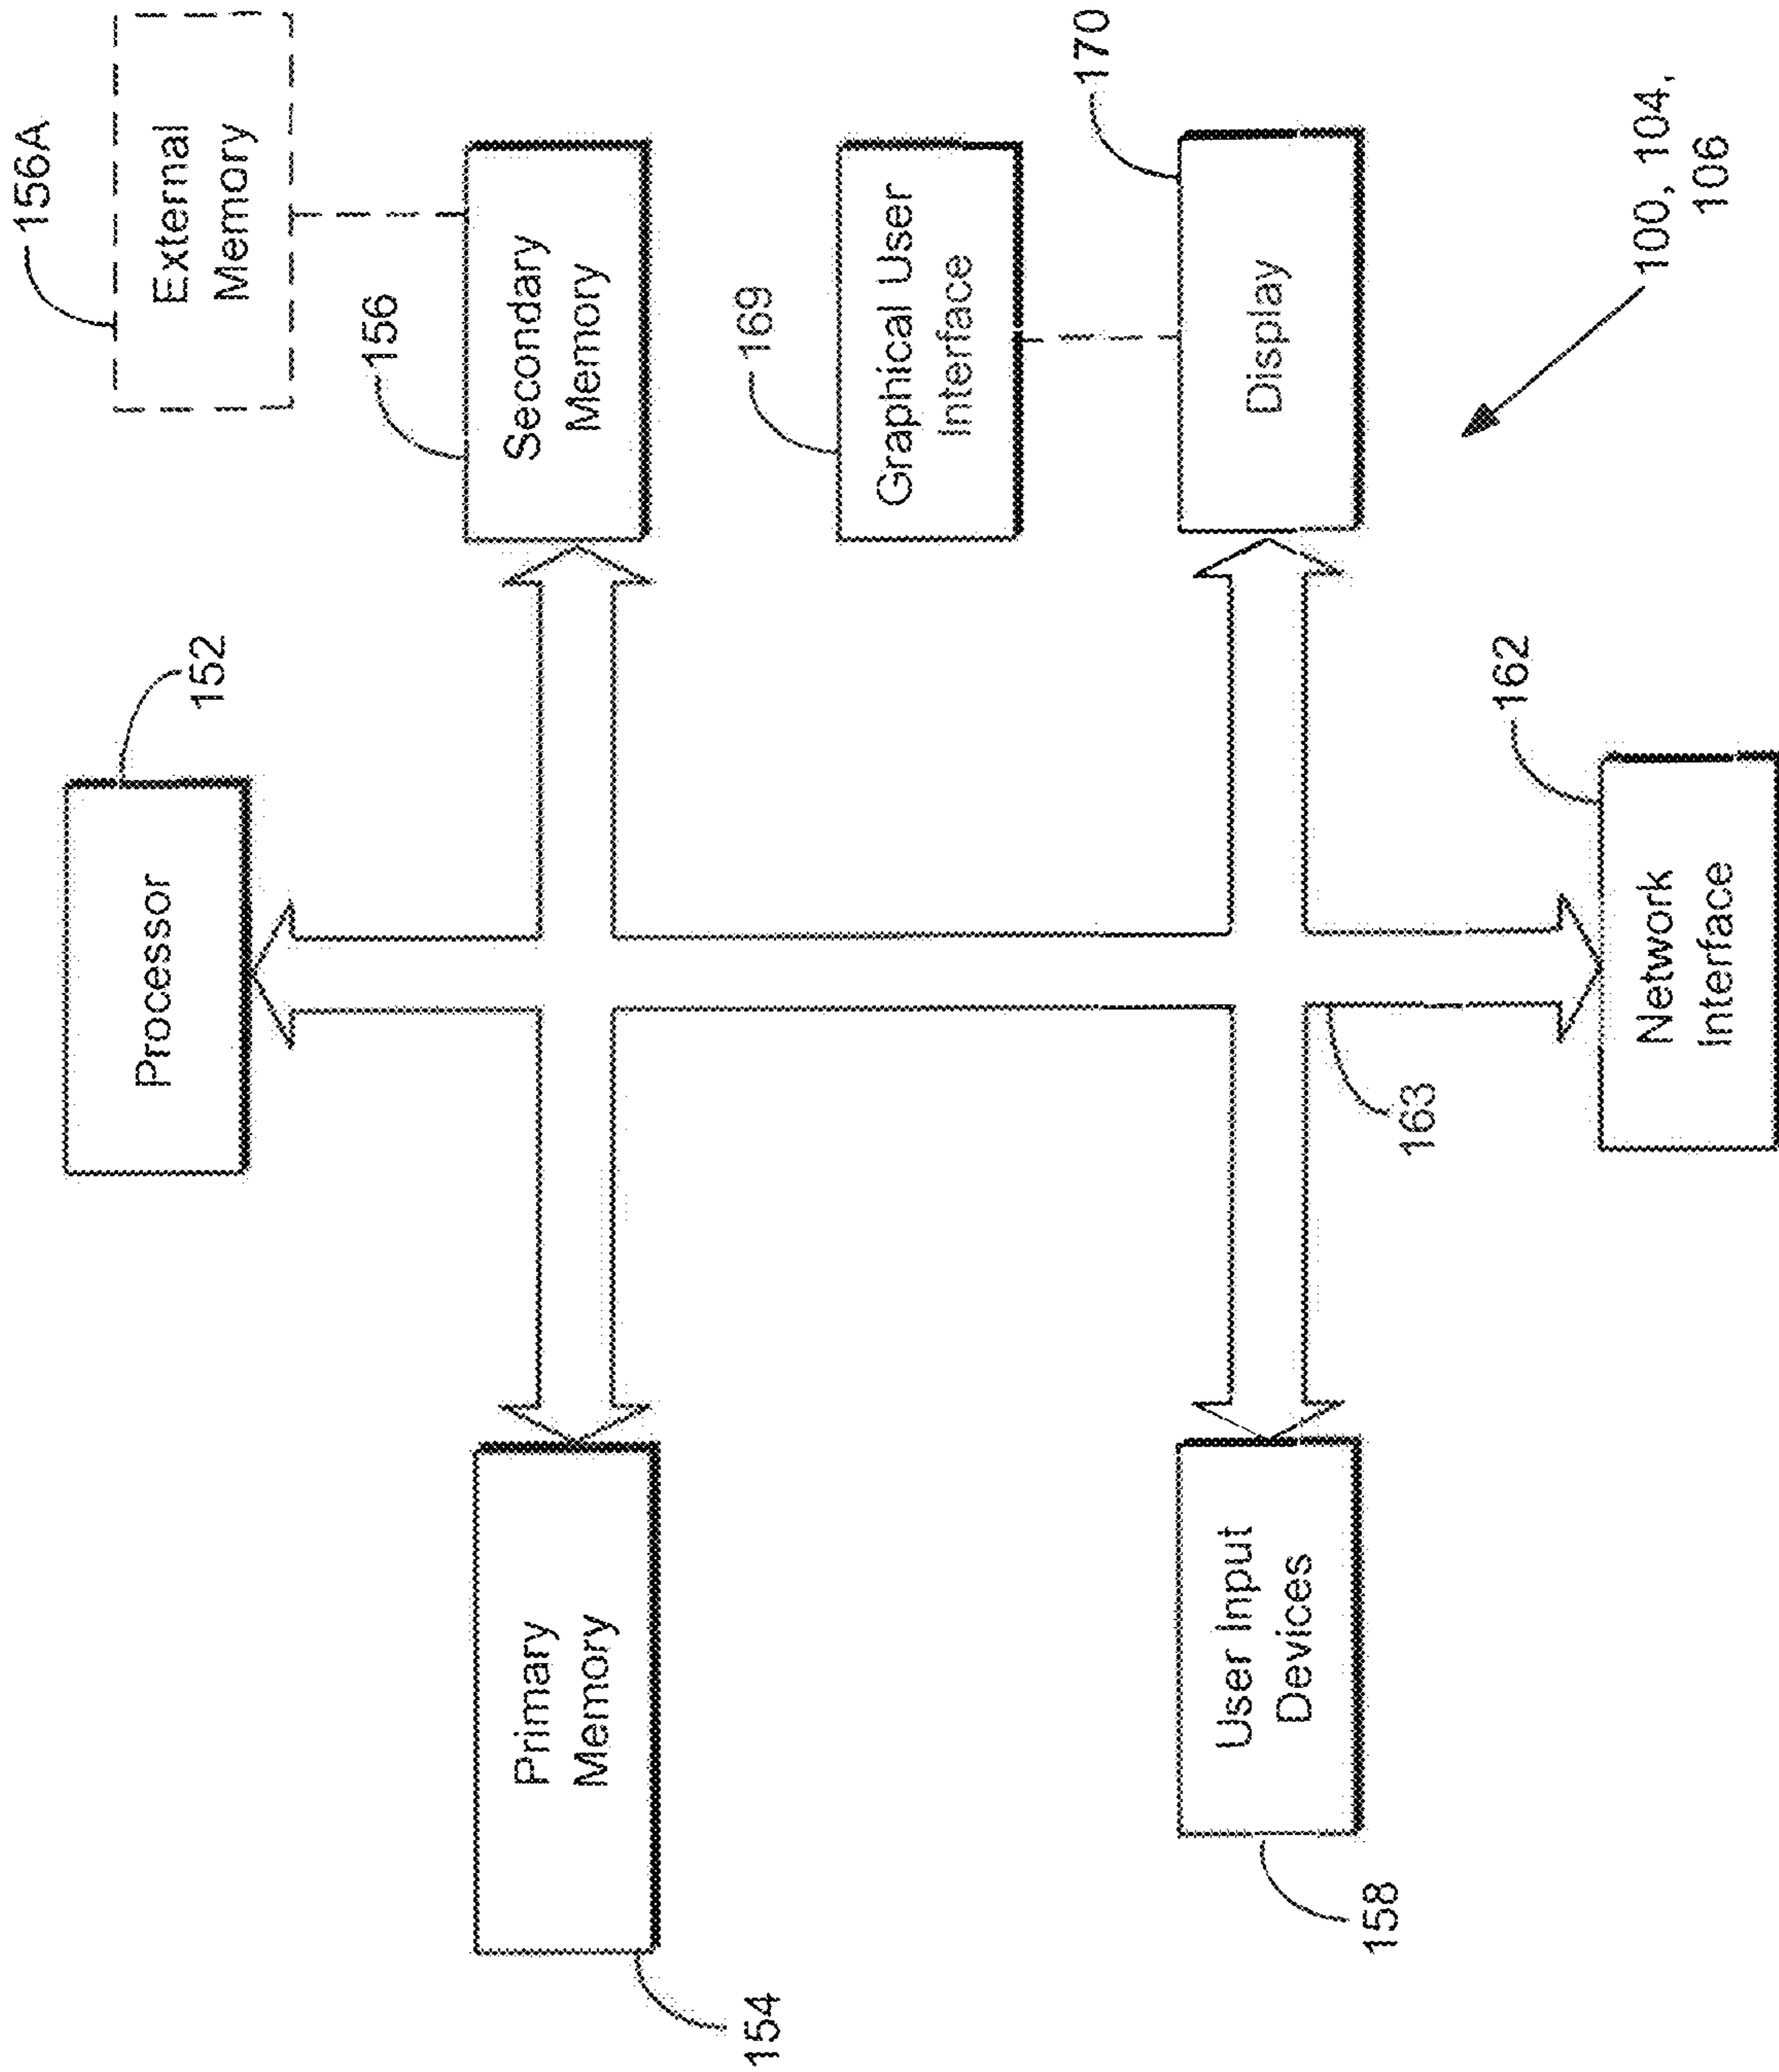 156A
External
Memory
Processor
152
156
Primary
Memory
Secondary
Memory
154
169
Graphical User
Interface
170
User Input
Devices
Display
158
163
162
100, 104,
106
Network
Interface